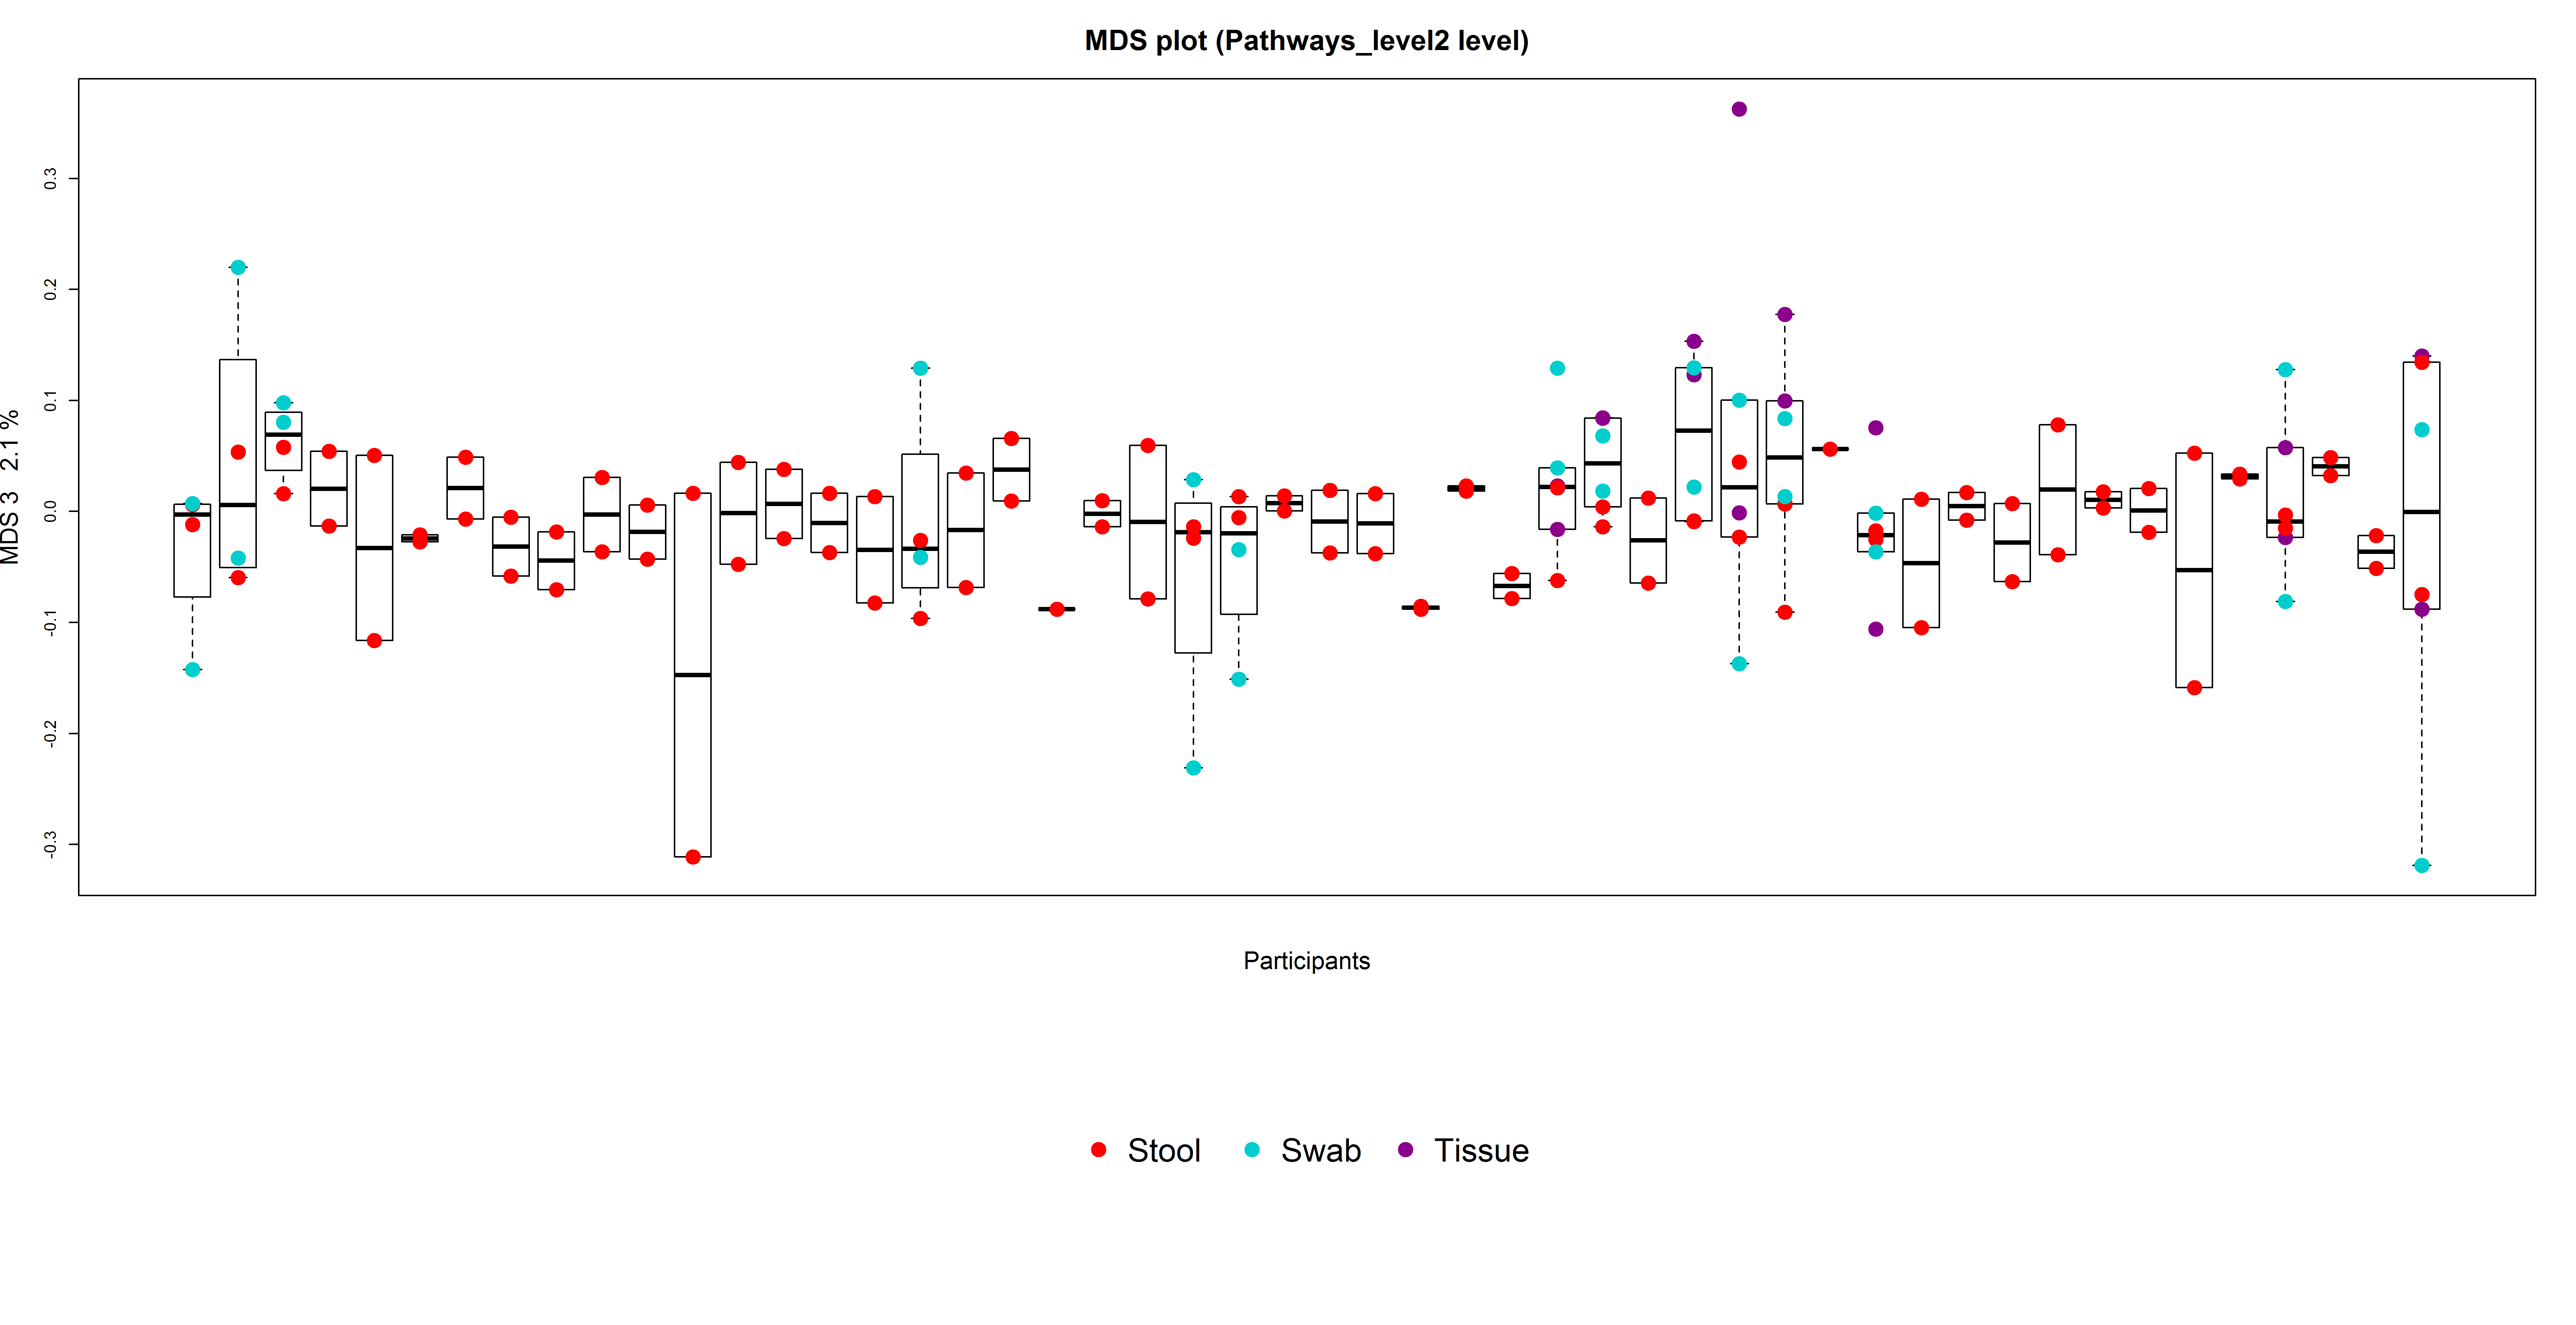 MDS plot (Pathways_level2 level)
MDS 3 2.1 %
0.3
0.2
0.1
0.0
-0.1
-0.2
-0.3
Participants
Stool Swab Tissue